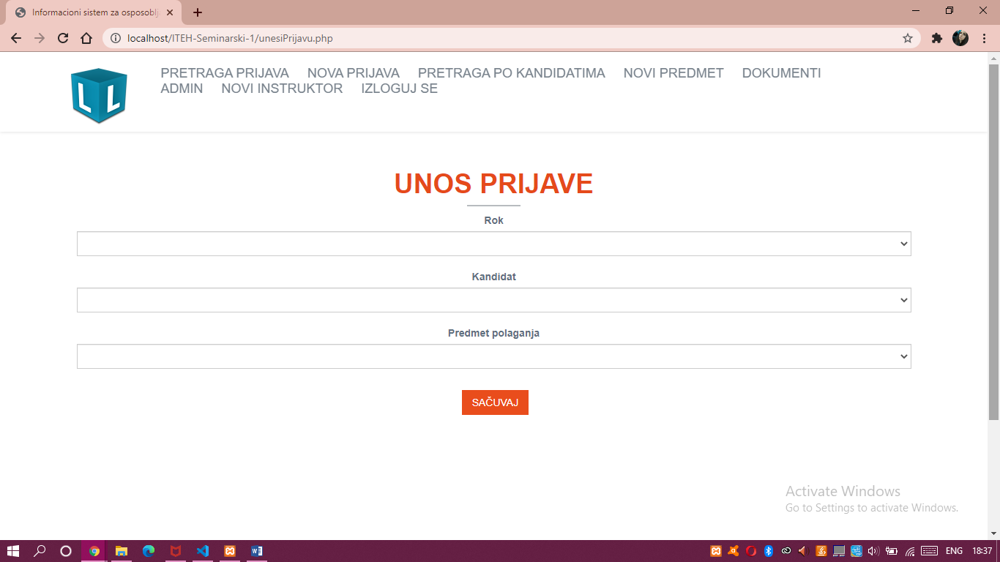 Informacioni sistem za osposoblj
localhost/ITEH-Seminarski-1/unesiPrijavu.php
LL
PRETRAGA PRIJAVA NOVA PRIJAVA PRETRAGA PO KANDIDATIMA NOVI PREDMET DOKUMENTI
ADMIN NOVI INSTRUKTOR IZLOGUJ SE
UNOS PRIJAVE
Rok
Kandidat
Predmet polaganja
SAČUVAJ
Activate Windows
Go to Settings to activate Windows.
ENG 18:37